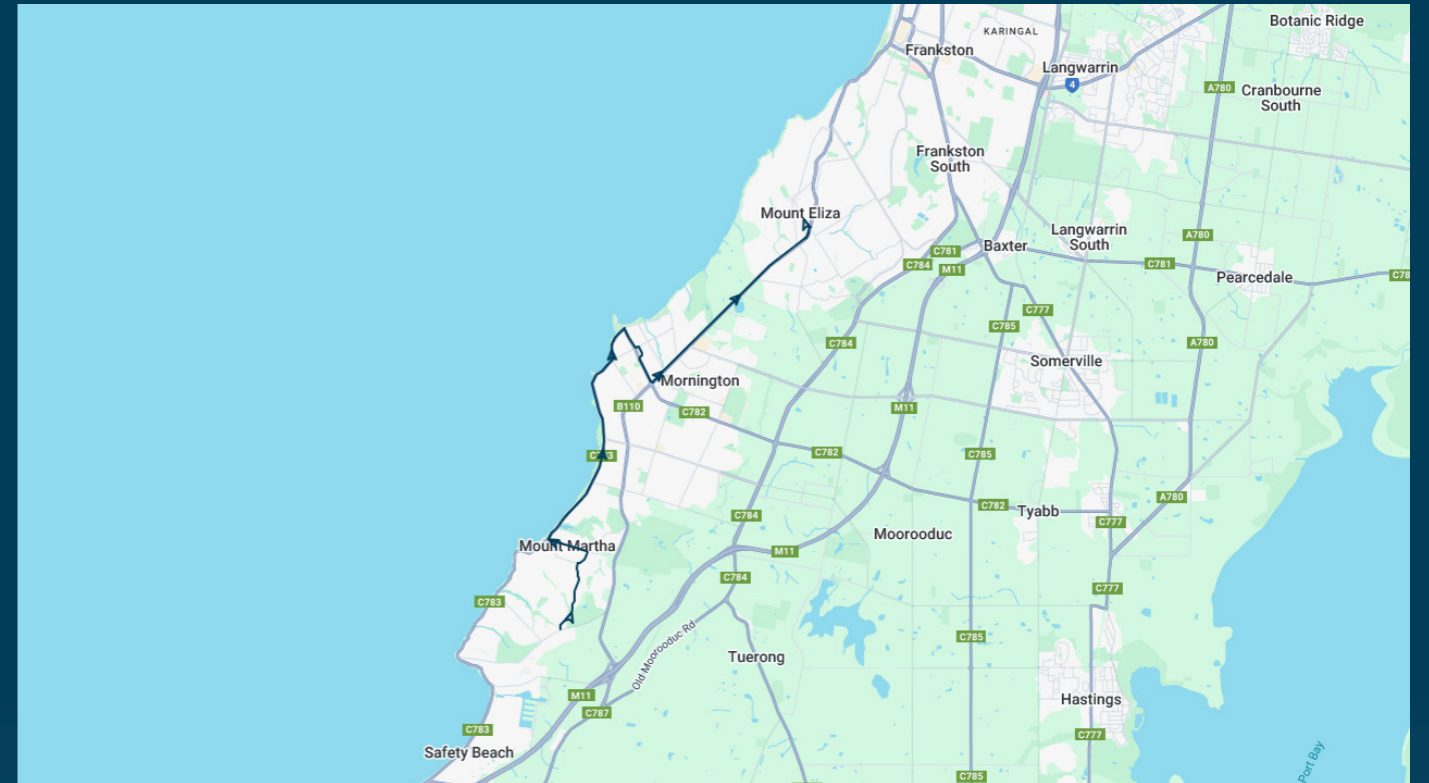 Botanic Ridge
KARINGAL
Frankston
Langwarrin
4
A780
Cranbourne
South
Frankston
South
Mount Eliza
Langwarrin
South
A780
C781
Baxter
C784
M11
C781
Pearcedale
C78
C777
C785
C784
A780
Somerville
Mornington
B110
C782
M11
C783
C782
C785
A780
C782
Tyabb
C784
C777
Moorooduc
Mount Martha
M11
C784
C777
C783
Old Moorooduc Rd
C785
Tuerong
M11
C787
Hastings
C783
C777
Safety Beach
Port Bay
C785